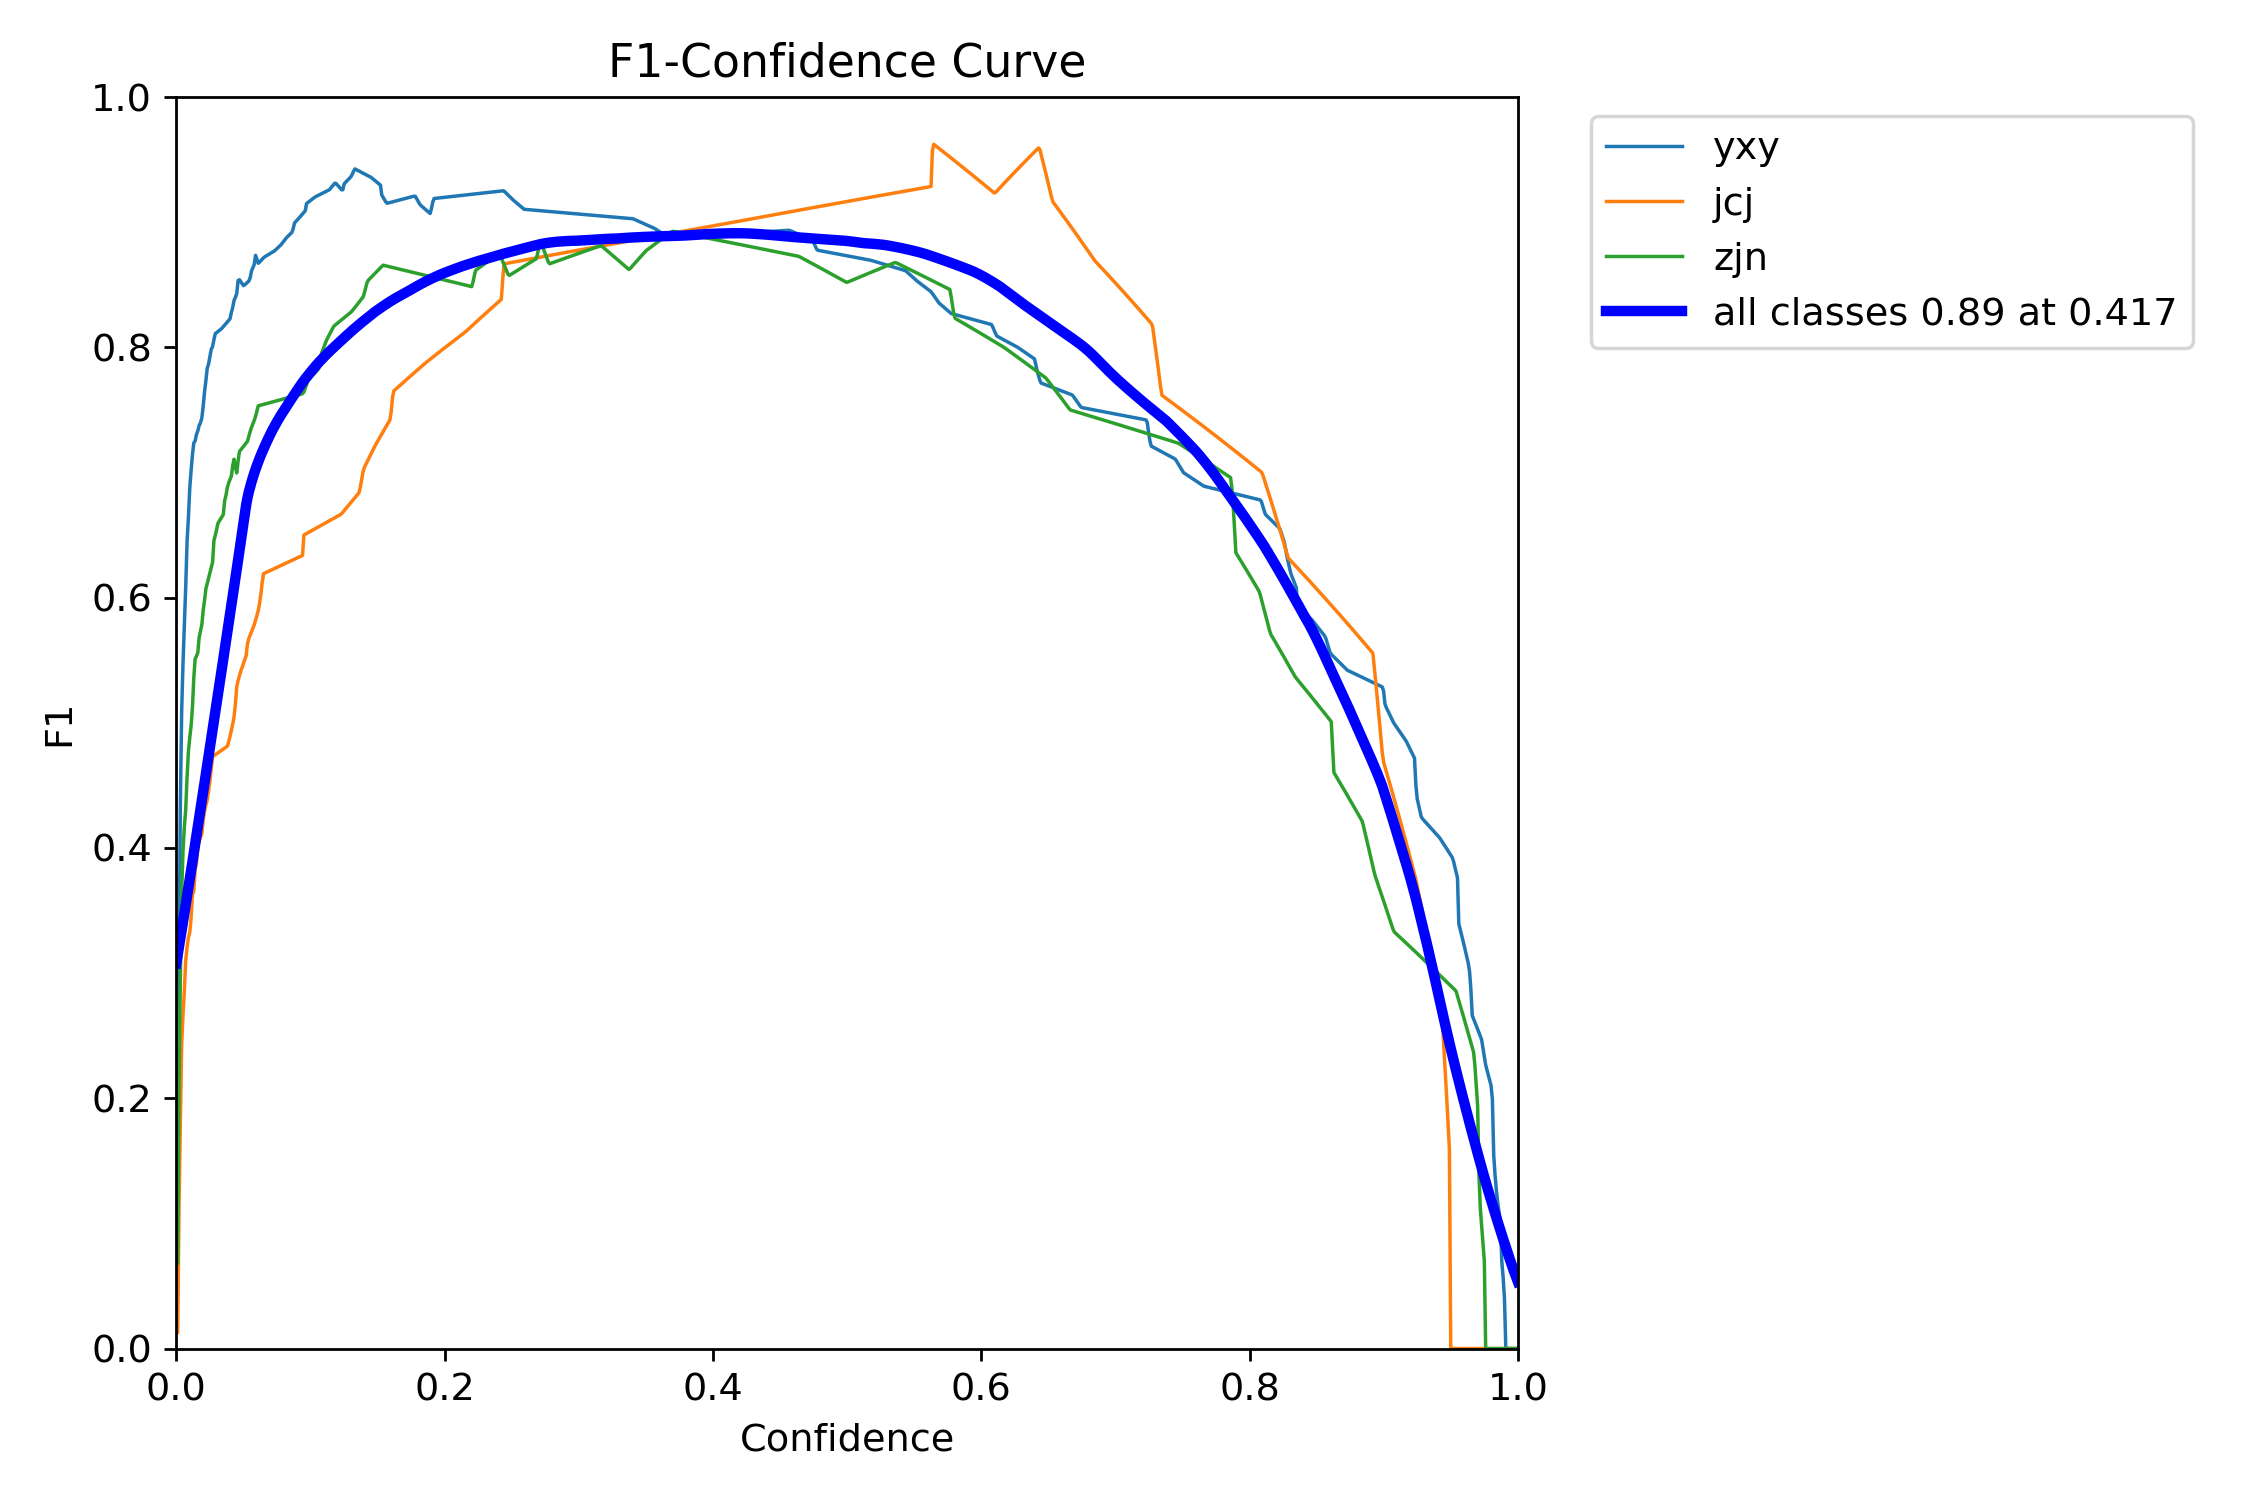 F1-Confidence Curve
1.0
0.8
0.6
0.4
0.2
0.0
F1
0.0 0.2 0.4 0.6 0.8 1.0
Confidence
yxy
jcj
zjn
all classes 0.89 at 0.417